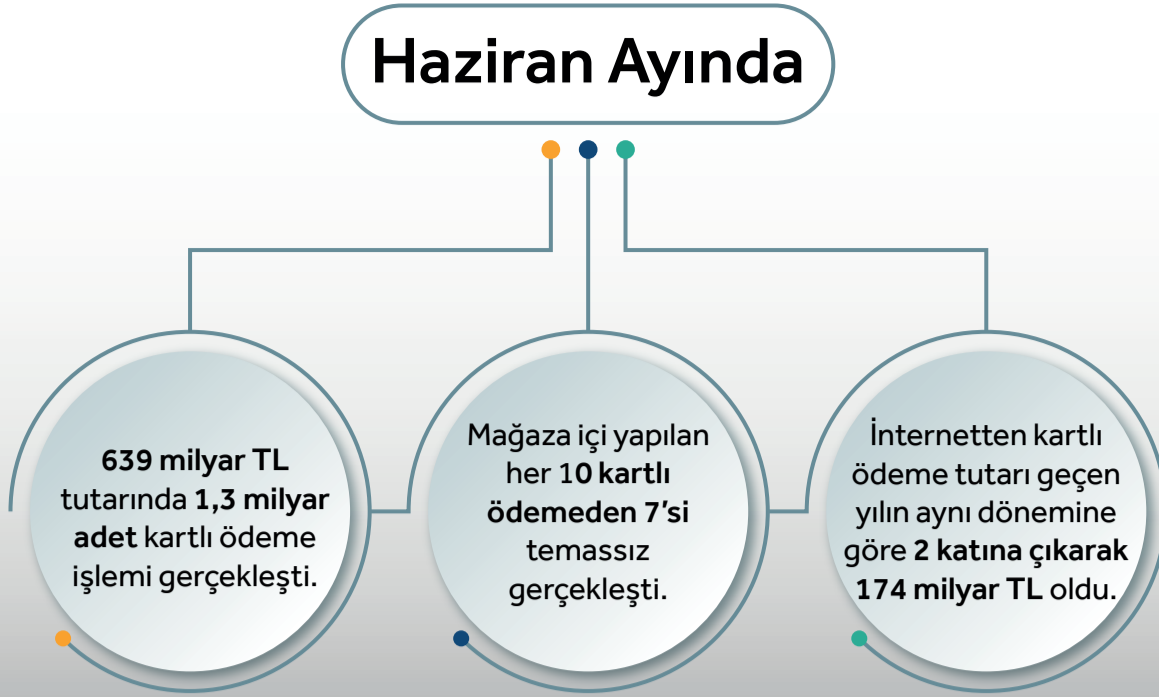 Haziran Ayında
639 milyar TL
tutarında 1,3 milyar
adet kartlı ödeme
işlemi gerçekleşti.
Mağaza içi yapılan
her 10 kartlı
ödemeden 7’si
temassız
gerçekleşti.
İnternetten kartlı
ödeme tutarı geçen
yılın aynı dönemine
göre 2 katına çıkarak
174 milyar TL oldu.